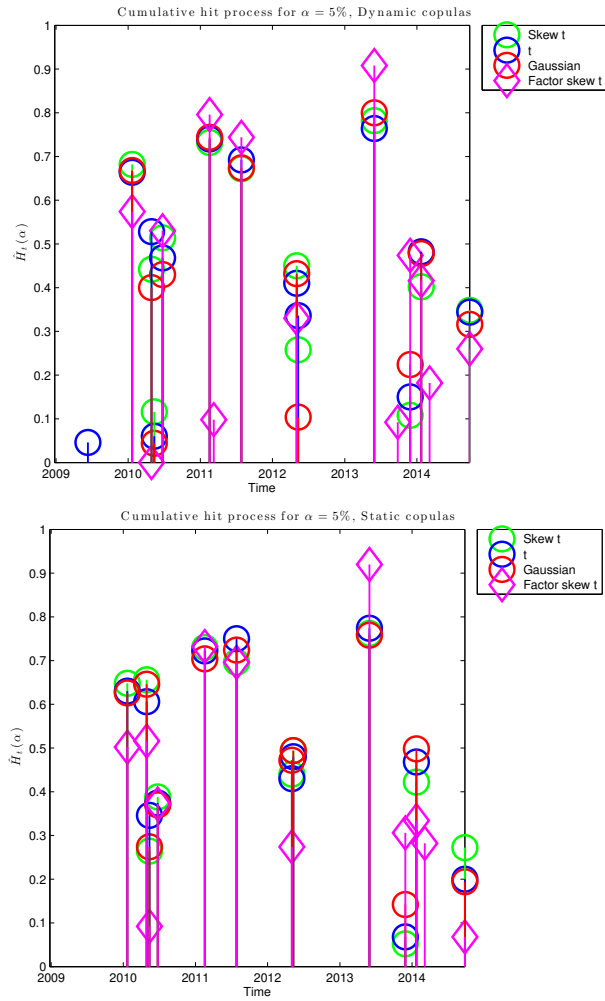 Cumulative hit process for α = 5%, Dynamic copulas
Skew t
t
Gaussian
Factor skew t
1
0.9
0.8
0.7
0.6
0.5
0.4
0.3
0.2
0.1
0
Ĥt(α)
2009 2010 2011 2012 2013 2014
Time
Cumulative hit process for α = 5%, Static copulas
Skew t
t
Gaussian
Factor skew t
1
0.9
0.8
0.7
0.6
0.5
0.4
0.3
0.2
0.1
0
Ĥt(α)
2009 2010 2011 2012 2013 2014
Time